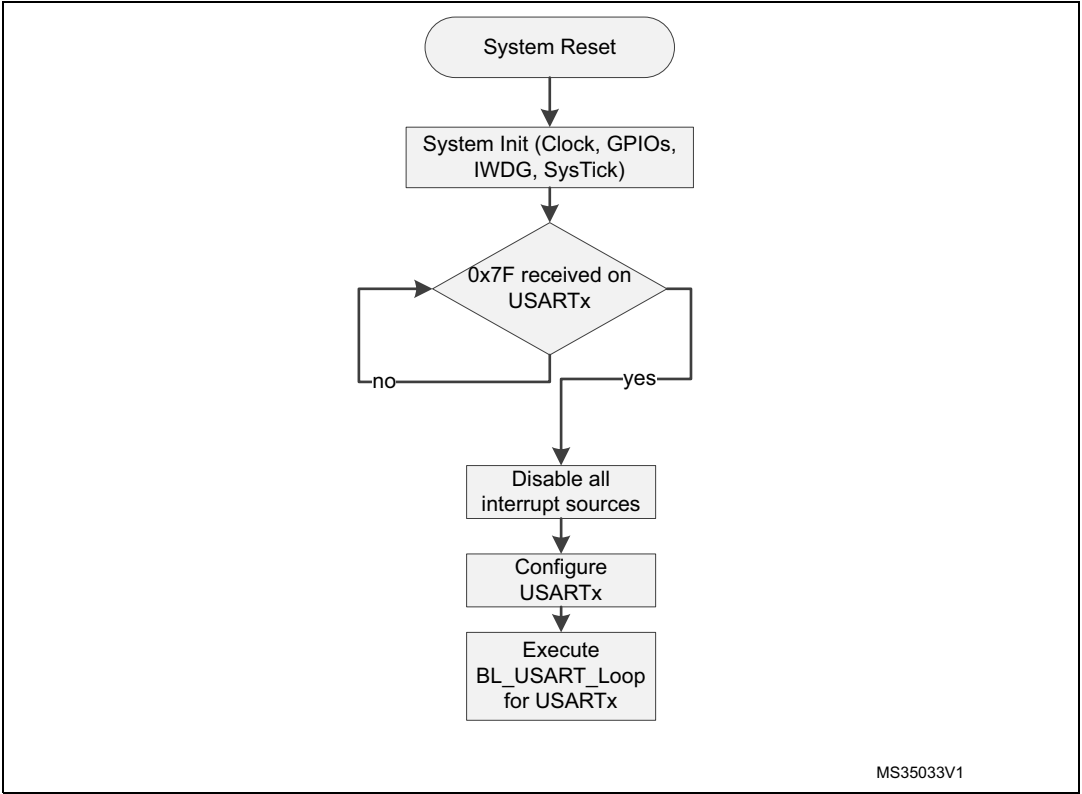 System Reset
System Init (Clock, GPIOs,
IWDG, SysTick)
0x7F received on
USARTx
no
yes
Disable all
interrupt sources
Configure
USARTx
Execute
BL_USART_Loop
for USARTx
MS35033V1